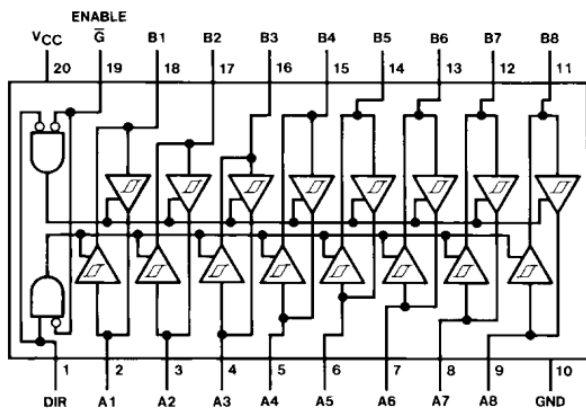 ENABLE
VCC G B1 B2 B3 B4 B5 B6 B7 B8
20 19 18 17 16 15 14 13 12 11
1 2 3 4 5 6 7 8 9 10
DIR A1 A2 A3 A4 A5 A6 A7 A8 GND